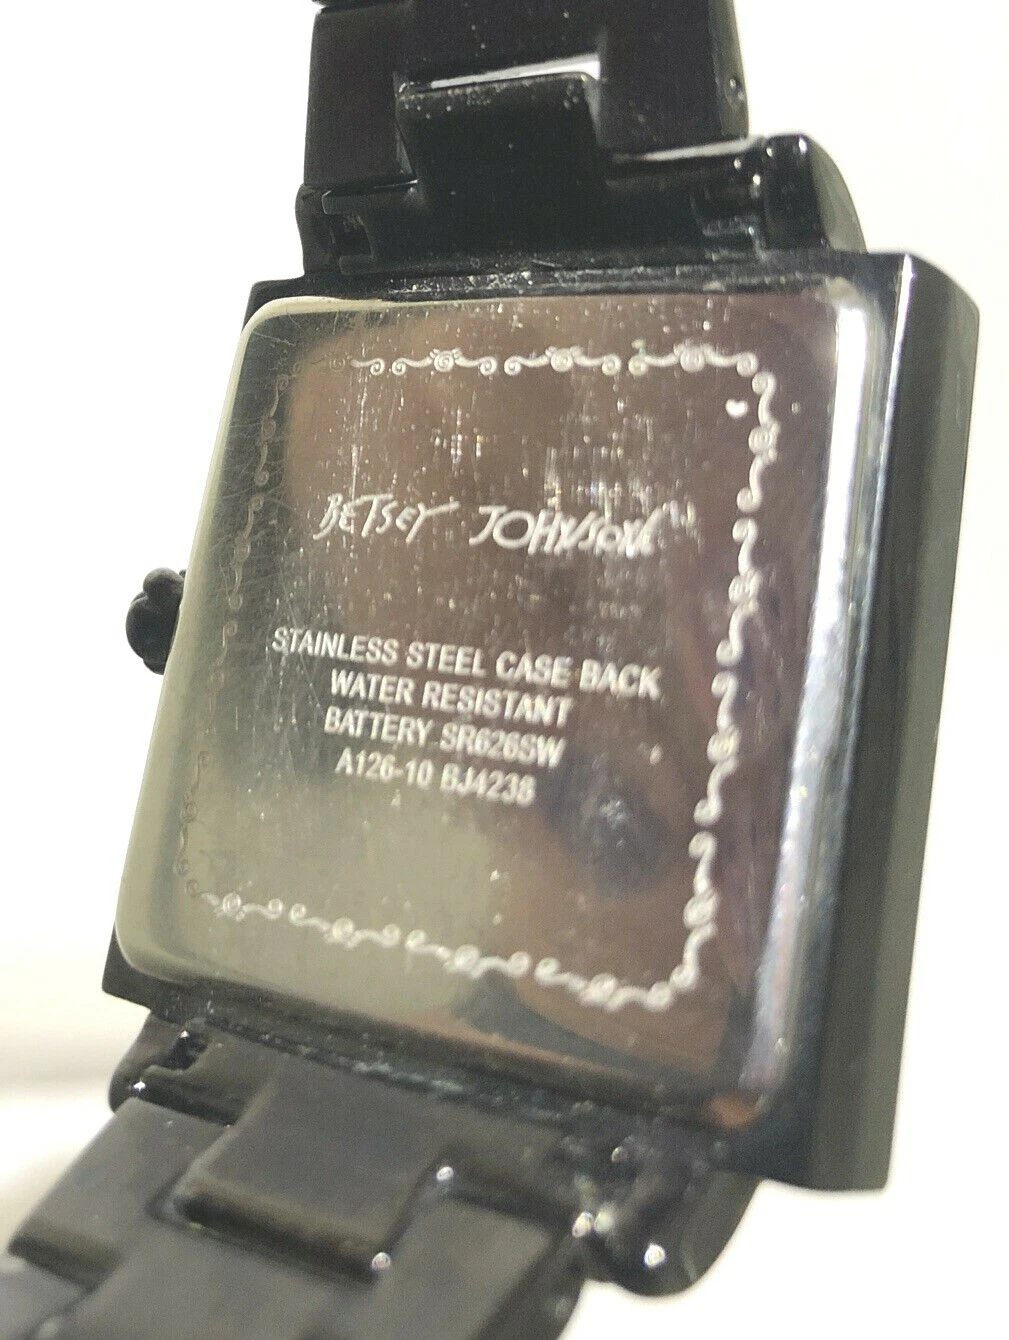 BETSEY JOHNSON
STAINLESS STEEL CASE BACK
WATER RESISTANT
BATTERY SR626SW
A126-10 BJ4238